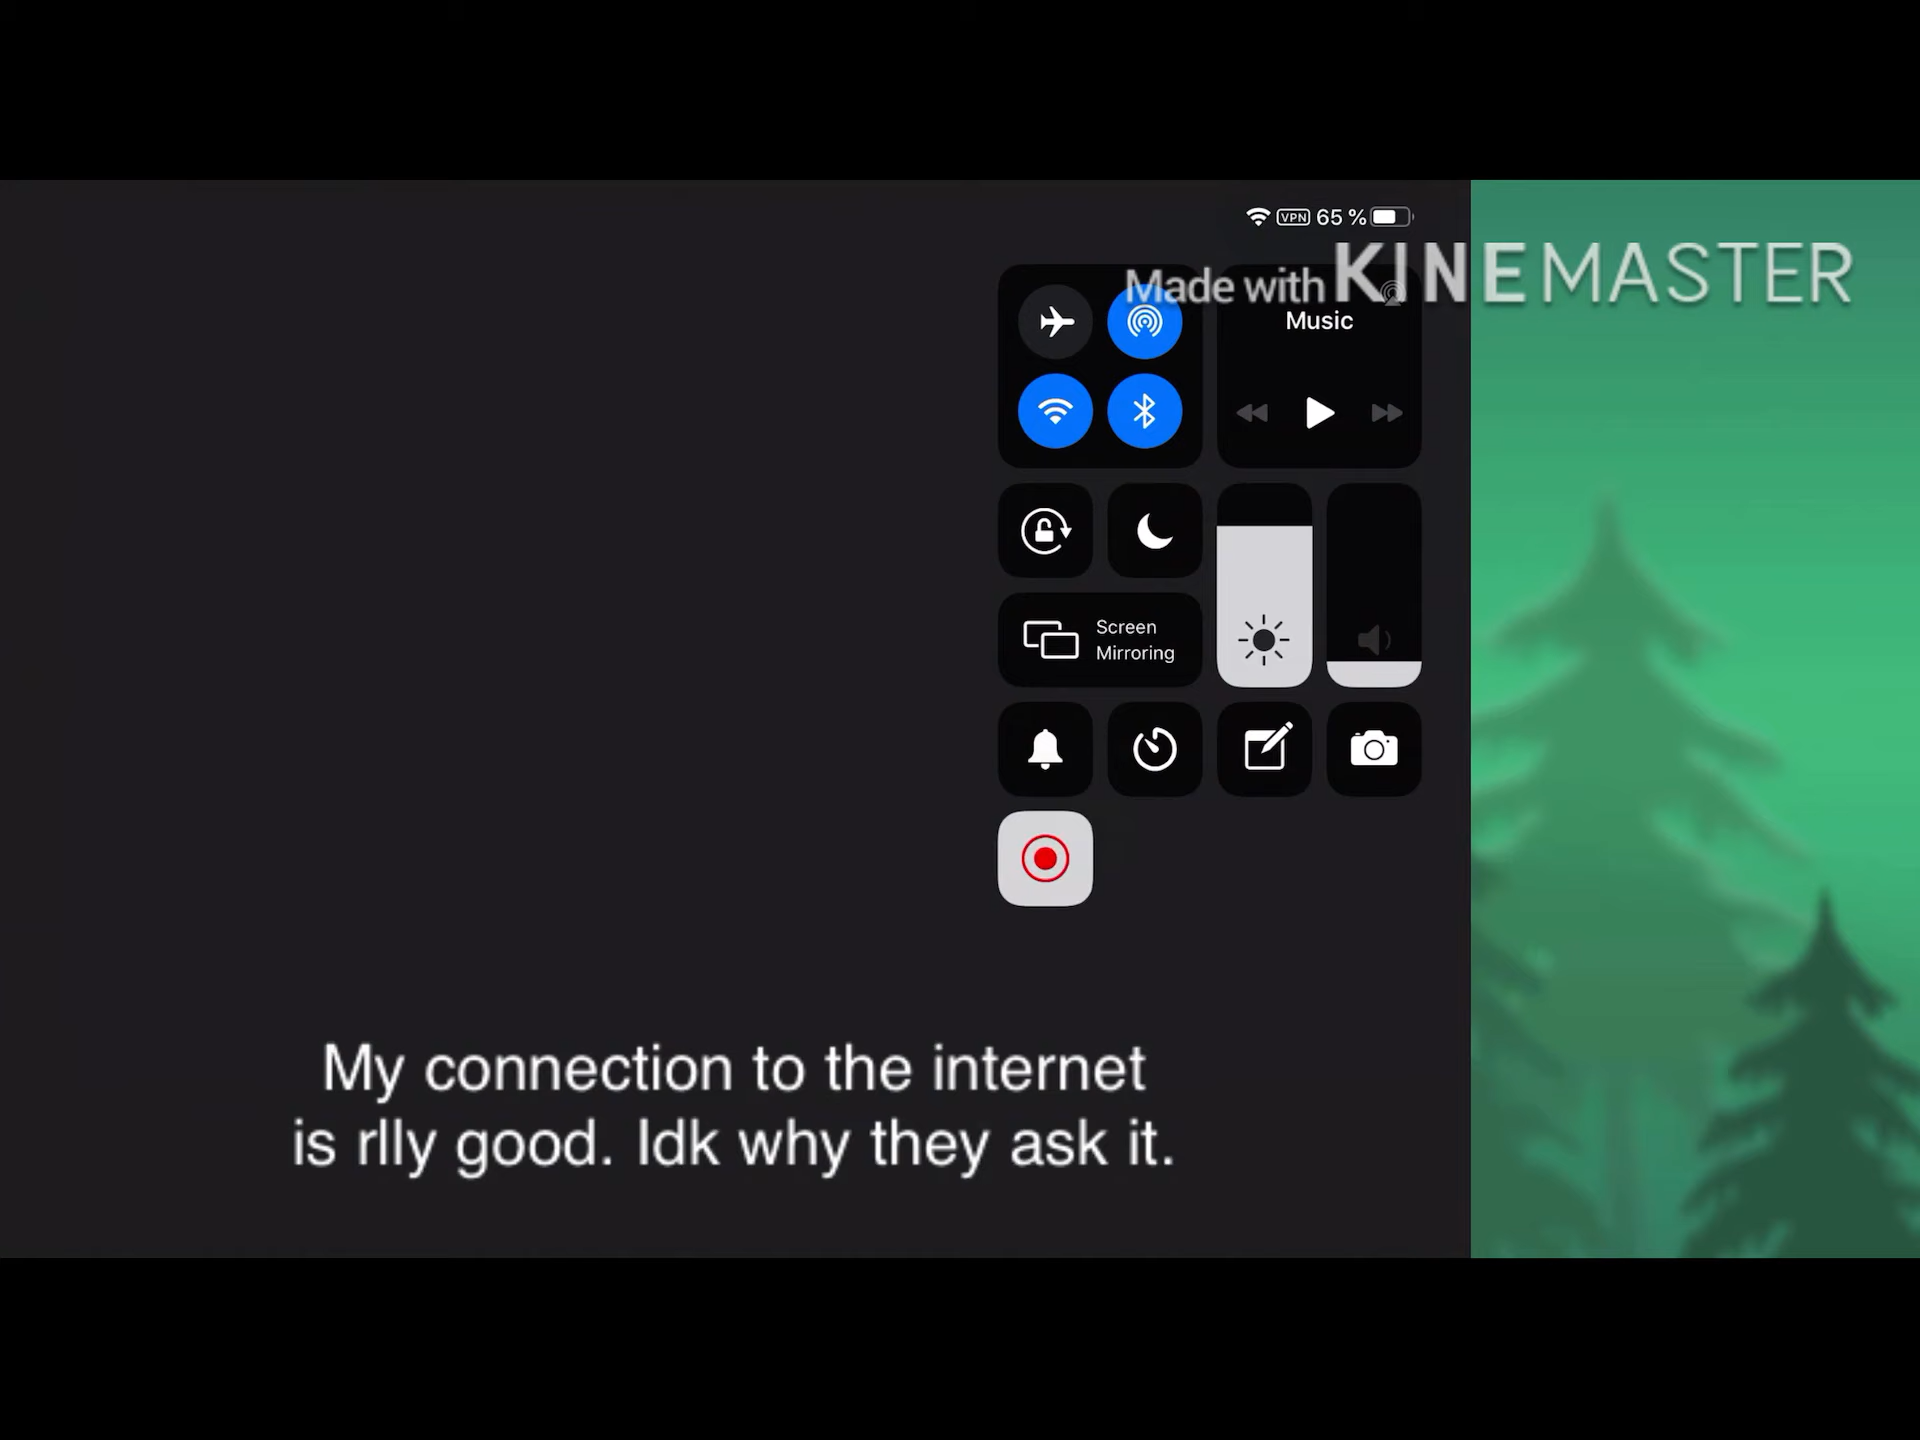 VPN 65 %
Made with KINEMASTER
Music
Screen
Mirroring
My connection to the internet
is rlly good. Idk why they ask it.